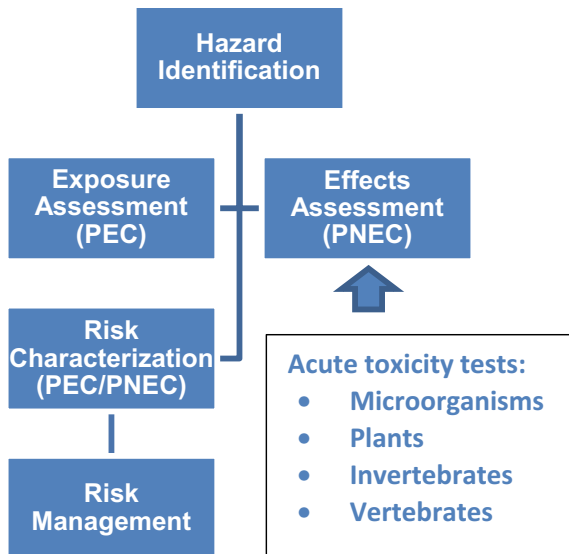 Hazard
Identification
Exposure
Assessment
(PEC)
Effects
Assessment
(PNEC)
Risk
Characterization
(PEC/PNEC)
Risk
Management
Acute toxicity tests:
• Microorganisms
• Plants
• Invertebrates
• Vertebrates